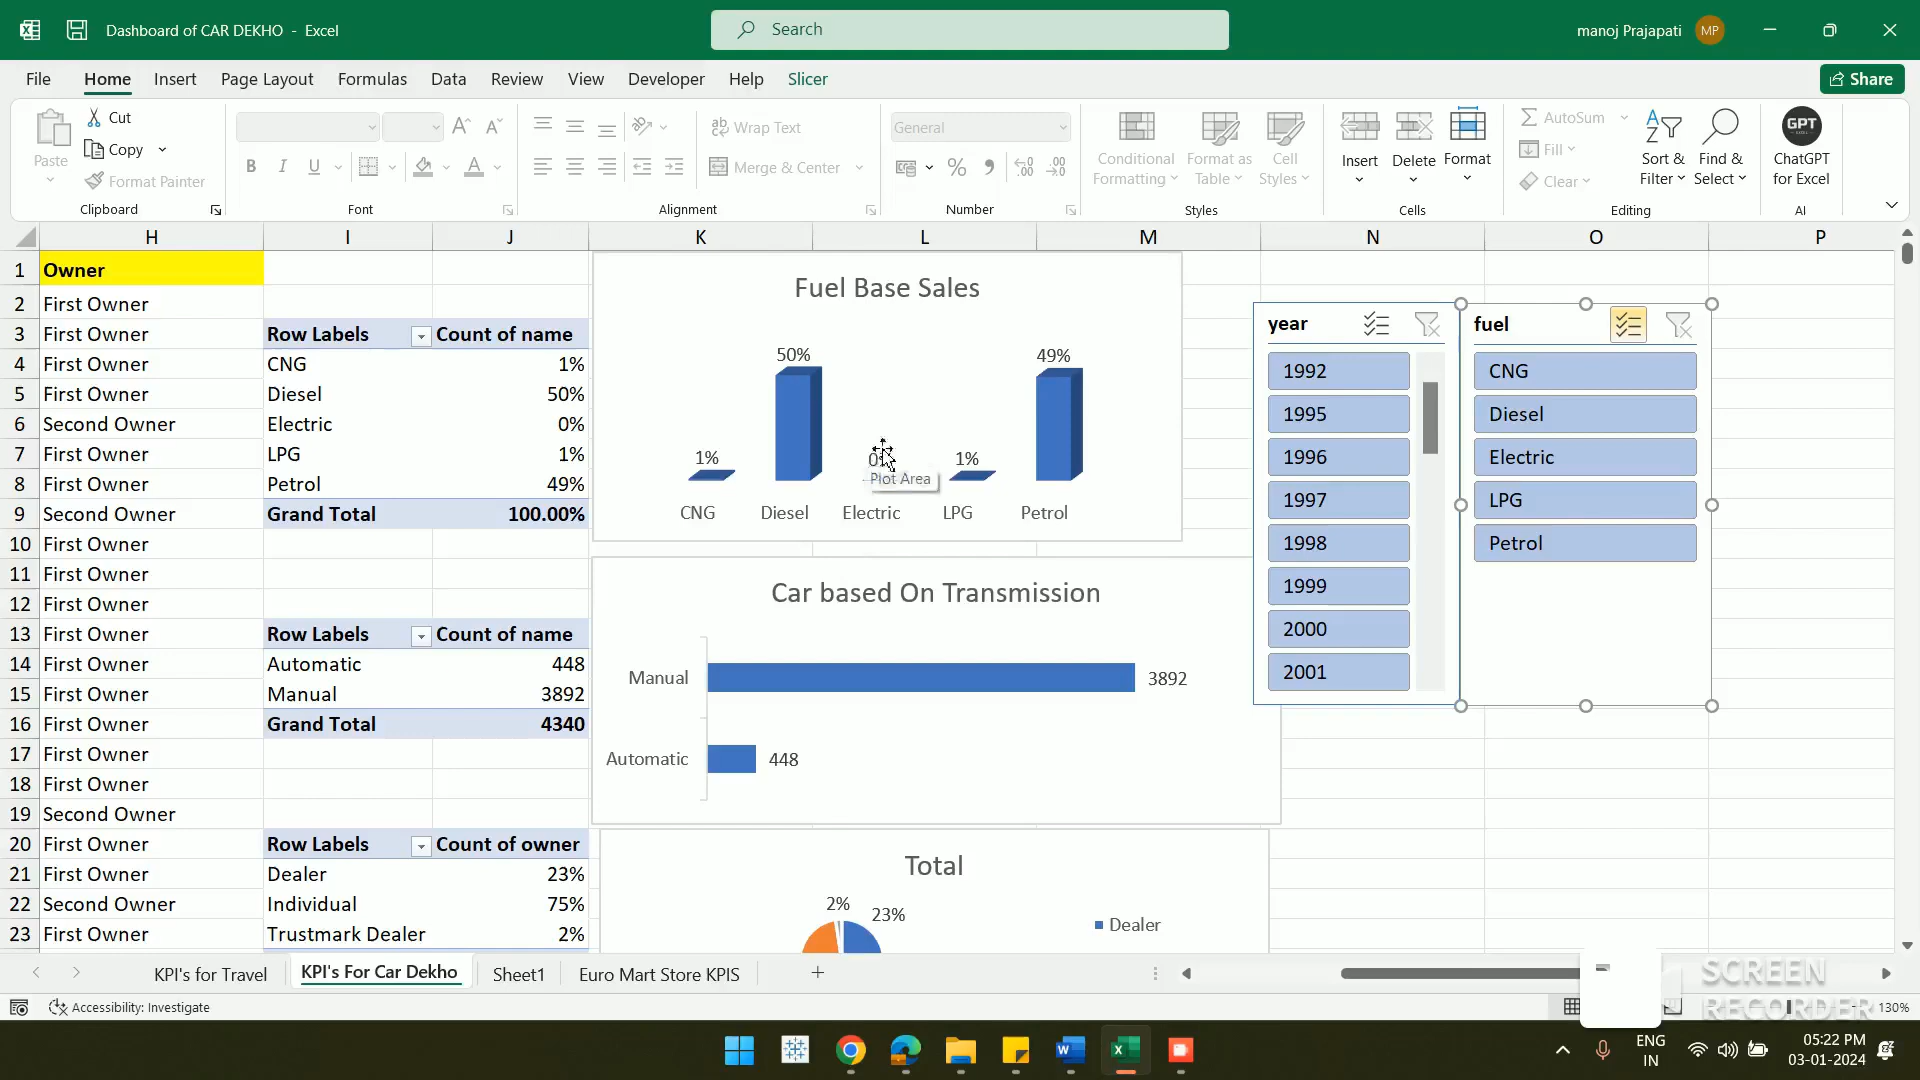 Dashboard of CAR DEKHO - Excel
Search
manoj Prajapati
MP
File Home Insert Page Layout Formulas Data Review View Developer Help Slicer
Share
Paste
Cut
Copy
Format Painter
Clipboard
B I U
A
Font
Wrap Text
Merge & Center
Alignment
General
%
Number
Conditional Formatting
Format as Table
Cell Styles
Styles
Insert
Delete
Format
Cells
AutoSum
Fill
Clear
Sort & Filter
Find & Select
Editing
GPT
ChatGPT for Excel
AI
H I J K L M N O P
1 Owner
2 First Owner
3 First Owner Row Labels Count of name
4 First Owner CNG 1%
5 First Owner Diesel 50%
6 Second Owner Electric 0%
7 First Owner LPG 1%
8 First Owner Petrol 49%
9 Second Owner Grand Total 100.00%
10 First Owner
11 First Owner
12 First Owner
13 First Owner Row Labels Count of name
14 First Owner Automatic 448
15 First Owner Manual 3892
16 First Owner Grand Total 4340
17 First Owner
18 First Owner
19 Second Owner
20 First Owner Row Labels Count of owner
21 First Owner Dealer 23%
22 Second Owner Individual 75%
23 First Owner Trustmark Dealer 2%
Fuel Base Sales
50% 49%
1% 1%
Plot Area
CNG Diesel Electric LPG Petrol
Car based On Transmission
Manual 3892
Automatic 448
Total
2%
23%
Dealer
year
1992
1995
1996
1997
1998
1999
2000
2001
fuel
CNG
Diesel
Electric
LPG
Petrol
KPI's for Travel KPI's For Car Dekho Sheet1 Euro Mart Store KPIS
Accessibility: Investigate
130%
SCREEN
RECORDER
ENG
IN
05:22 PM
03-01-2024